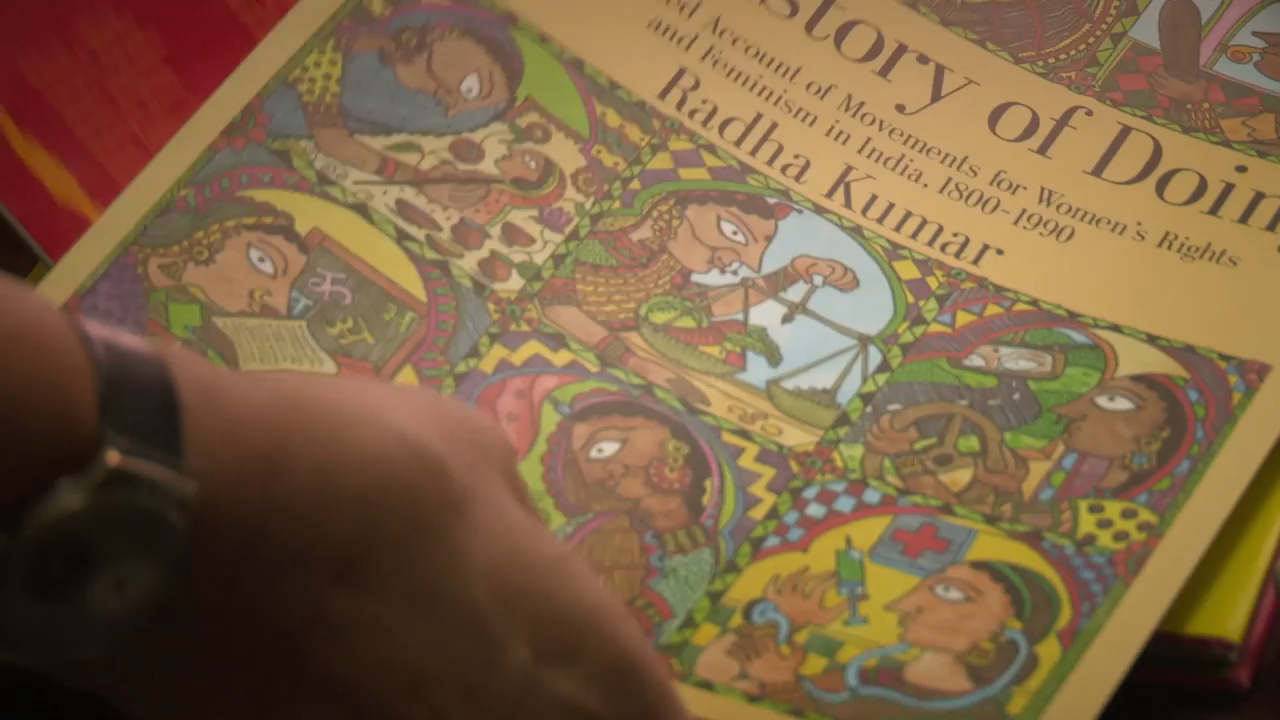 story of Doin
Account of Movements for Women's Rights
and Feminism in India, 1800-1990
Radha Kumar